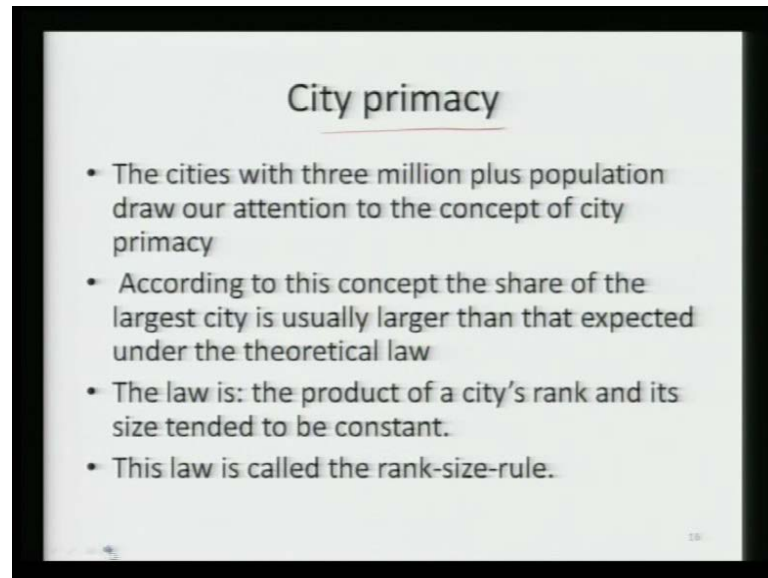 City primacy
• The cities with three million plus population
draw our attention to the concept of city
primacy
• According to this concept the share of the
largest city is usually larger than that expected
under the theoretical law
• The law is: the product of a city's rank and its
size tended to be constant.
• This law is called the rank-size-rule.
16